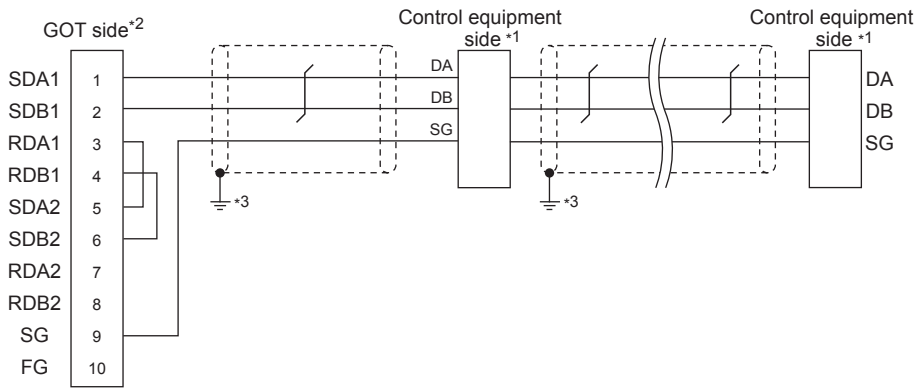 GOT side*2
Control equipment
side *1
Control equipment
side *1
SDA1 1
SDB1 2
RDA1 3
RDB1 4
SDA2 5
SDB2 6
RDA2 7
RDB2 8
SG 9
FG 10
DA
DB
SG
*3
*3
DA
DB
SG